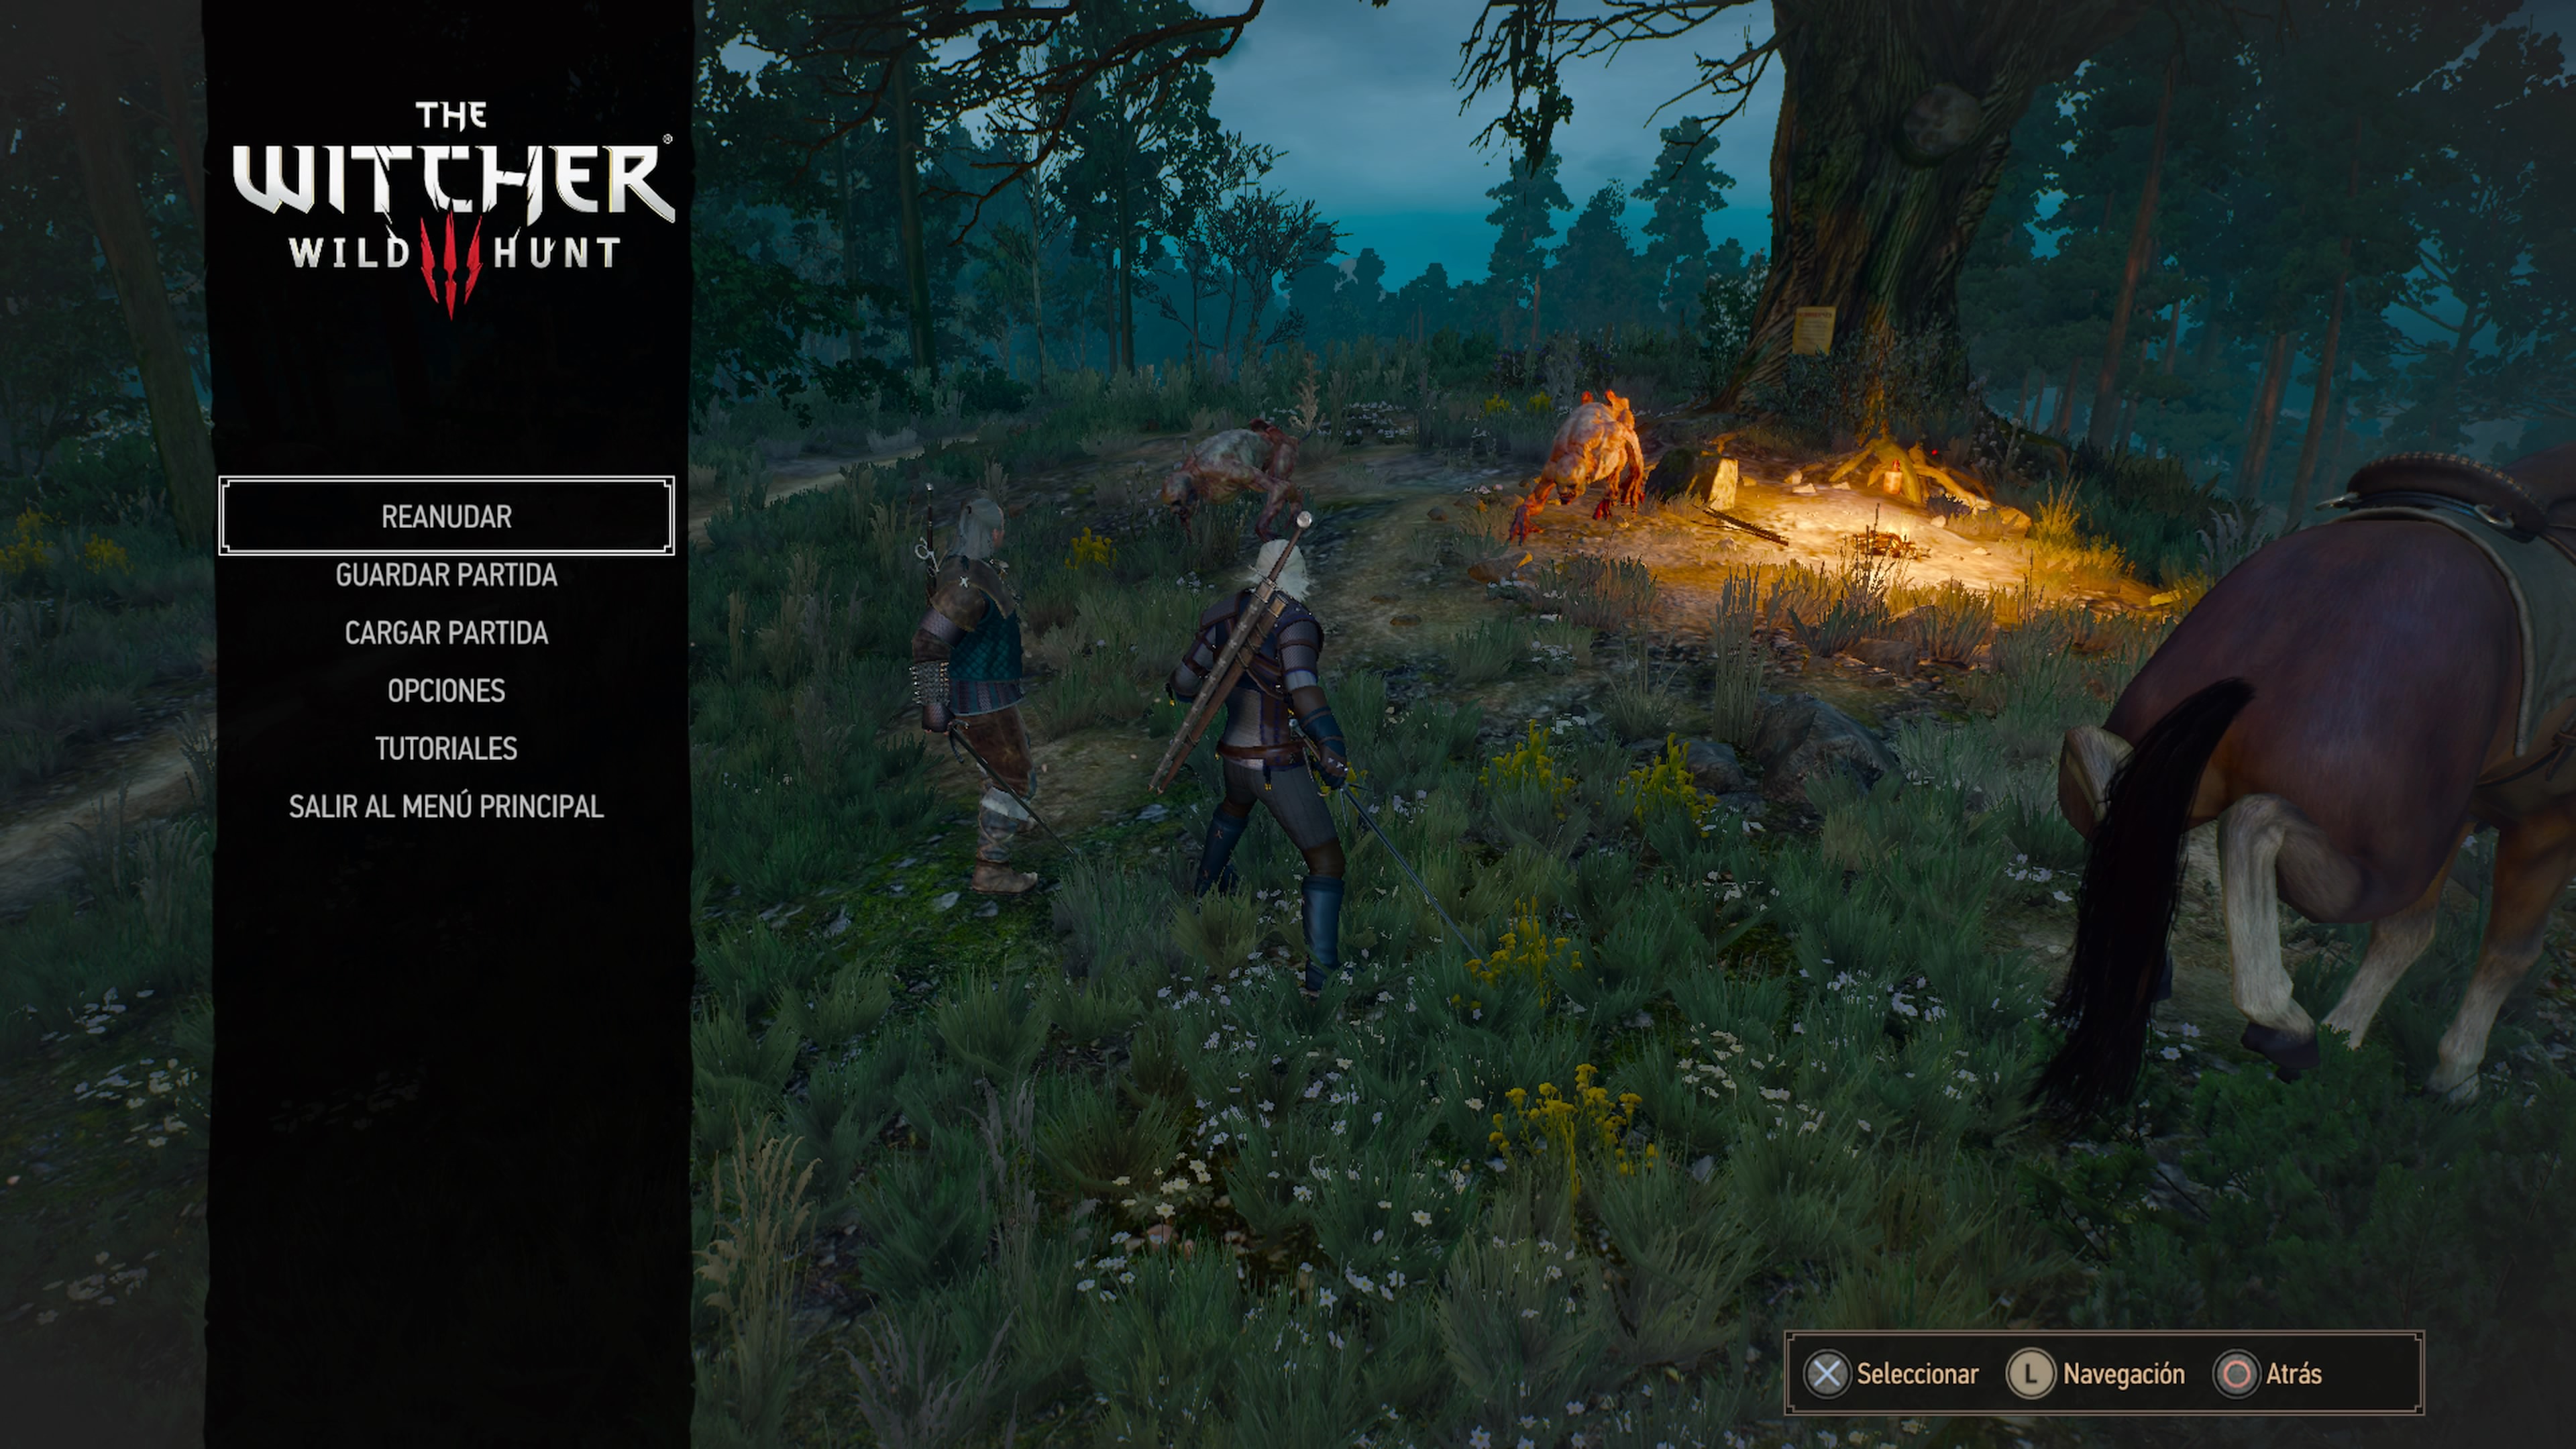 THE
WITCHER®
WILD HUNT
REANUDAR
GUARDAR PARTIDA
CARGAR PARTIDA
OPCIONES
TUTORIALES
SALIR AL MENÚ PRINCIPAL
Seleccionar L Navegación Atrás